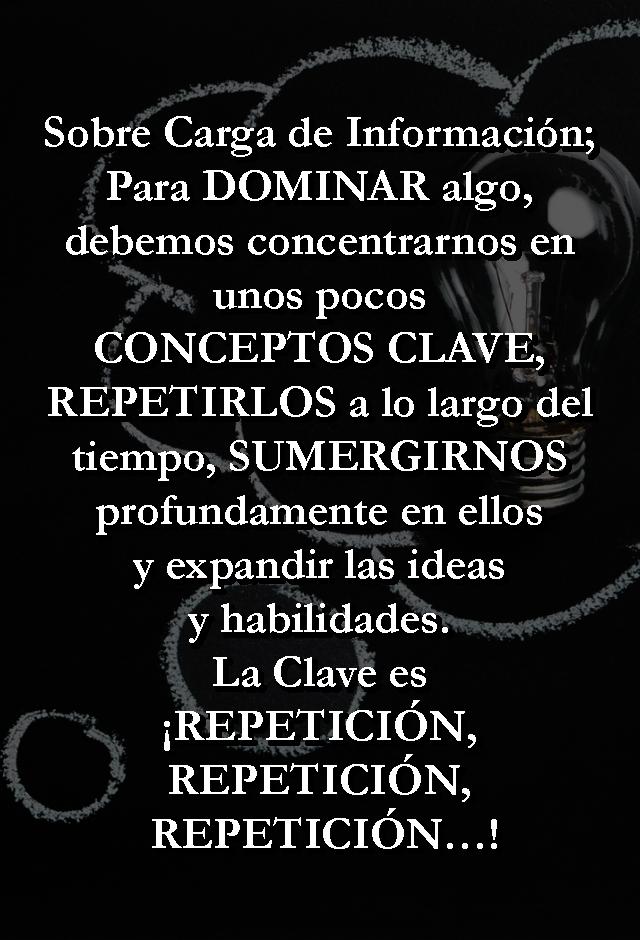 Sobre Carga de Información;
Para DOMINAR algo,
debemos concentrarnos en
unos pocos
CONCEPTOS CLAVE,
REPETIRLOS a lo largo del
tiempo, SUMERGIRNOS
profundamente en ellos
y expandir las ideas
y habilidades.
La Clave es
¡REPETICIÓN,
REPETICIÓN,
REPETICIÓN...!